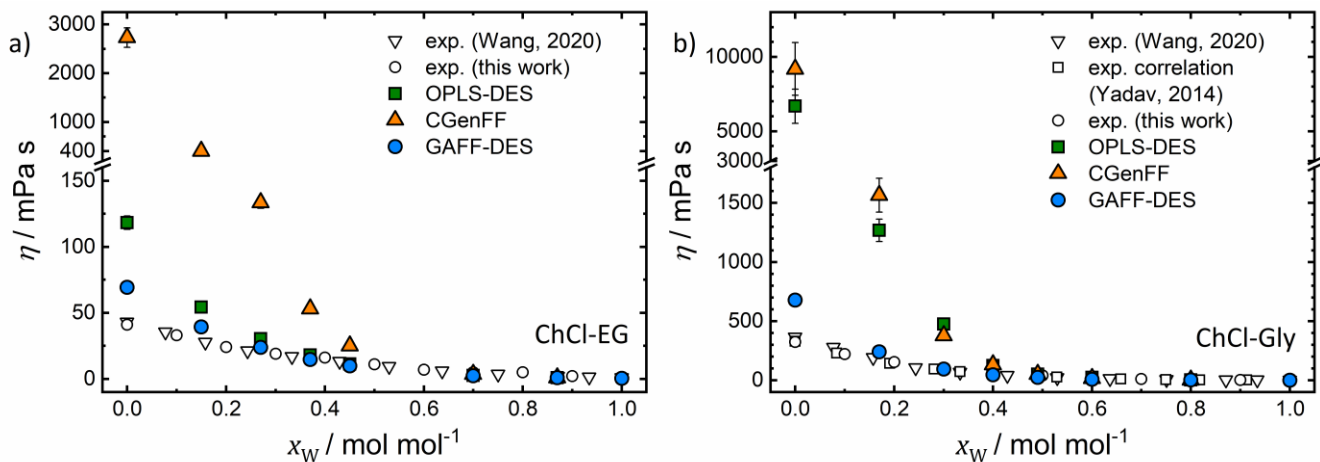 a)
3000
2000
1000
400
150
100
50
0
η / mPa s
exp. (Wang, 2020)
exp. (this work)
OPLS-DES
CGenFF
GAFF-DES
ChCl-EG
0.0 0.2 0.4 0.6 0.8 1.0
x_W / mol mol⁻¹
b)
10000
7000
5000
3000
1500
1000
500
0
η / mPa s
exp. (Wang, 2020)
exp. correlation
(Yadav, 2014)
exp. (this work)
OPLS-DES
CGenFF
GAFF-DES
ChCl-Gly
0.0 0.2 0.4 0.6 0.8 1.0
x_W / mol mol⁻¹